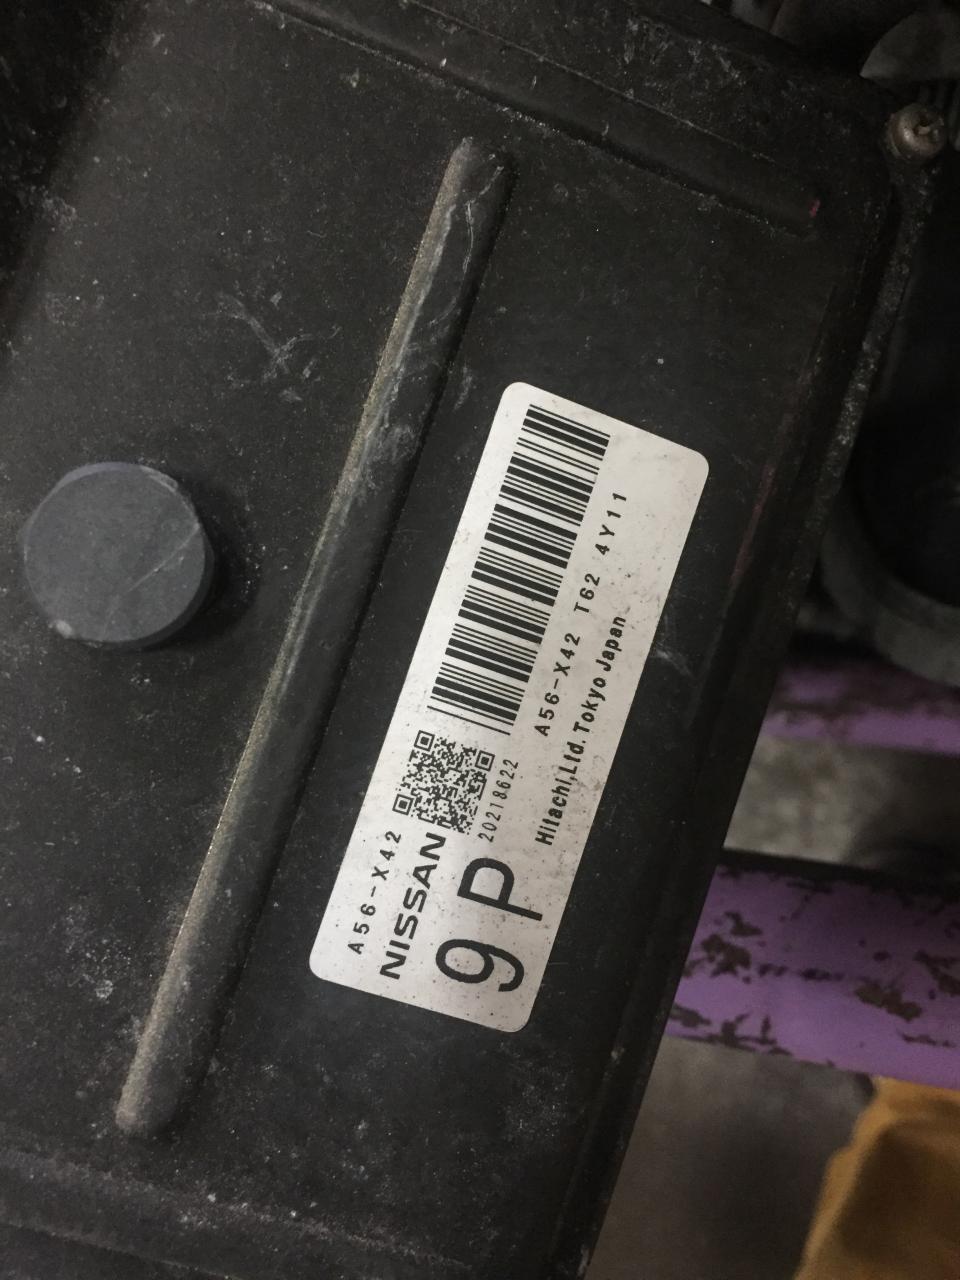 A56-X42
NISSAN
9P
20218622
A56-X42 T62 4Y11
Hitachi,Ltd.Tokyo Japan